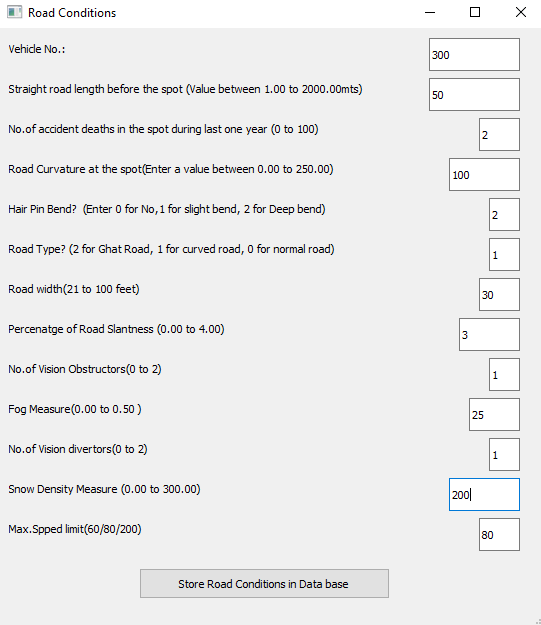 Road Conditions
Vehicle No.: 300
Straight road length before the spot (Value between 1.00 to 2000.00mts) 50
No.of accident deaths in the spot during last one year (0 to 100) 2
Road Curvature at the spot(Enter a value between 0.00 to 250.00) 100
Hair Pin Bend? (Enter 0 for No,1 for slight bend, 2 for Deep bend) 2
Road Type? (2 for Ghat Road, 1 for curved road, 0 for normal road) 1
Road width(21 to 100 feet) 30
Percenatge of Road Slantness (0.00 to 4.00) 3
No.of Vision Obstructors(0 to 2) 1
Fog Measure(0.00 to 0.50 ) 25
No.of Vision divertors(0 to 2) 1
Snow Density Measure (0.00 to 300.00) 200
Max.Spped limit(60/80/200) 80
Store Road Conditions in Data base